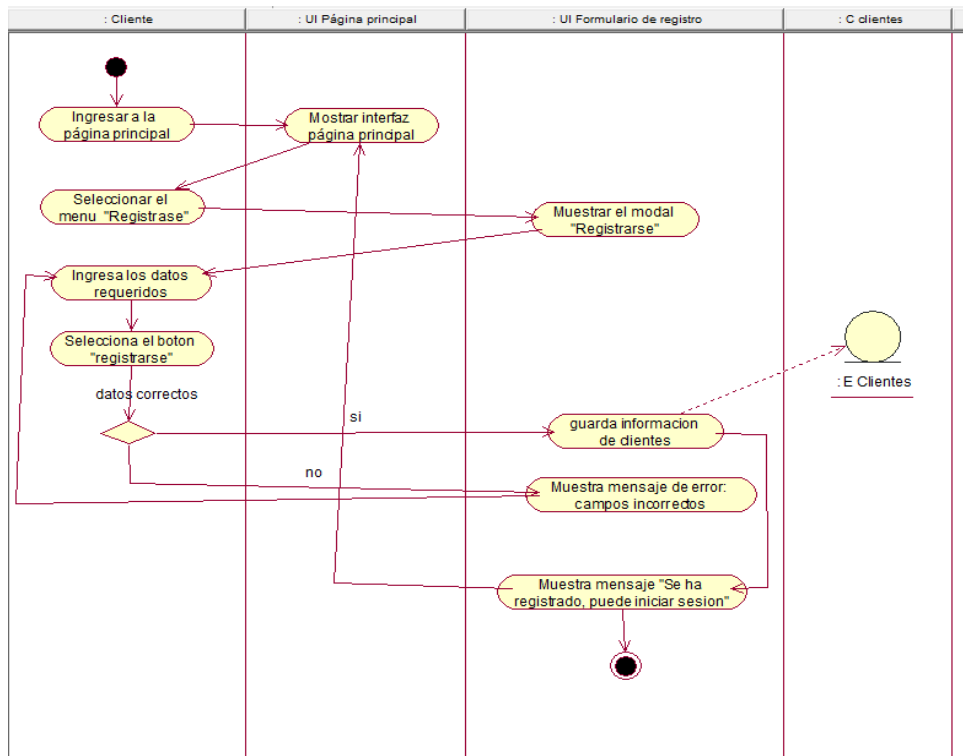 : Cliente
: UI Página principal
: UI Formulario de registro
: C clientes
Ingresar a la
página principal
Mostrar interfaz
página principal
Seleccionar el
menu "Registrase"
Muestrar el modal
"Registrarse"
Ingresa los datos
requeridos
Selecciona el boton
"registrarse"
: E Clientes
datos correctos
si
guarda informacion
de clientes
no
Muestra mensaje de error:
campos incorrectos
Muestra mensaje "Se ha
registrado, puede iniciar sesion"